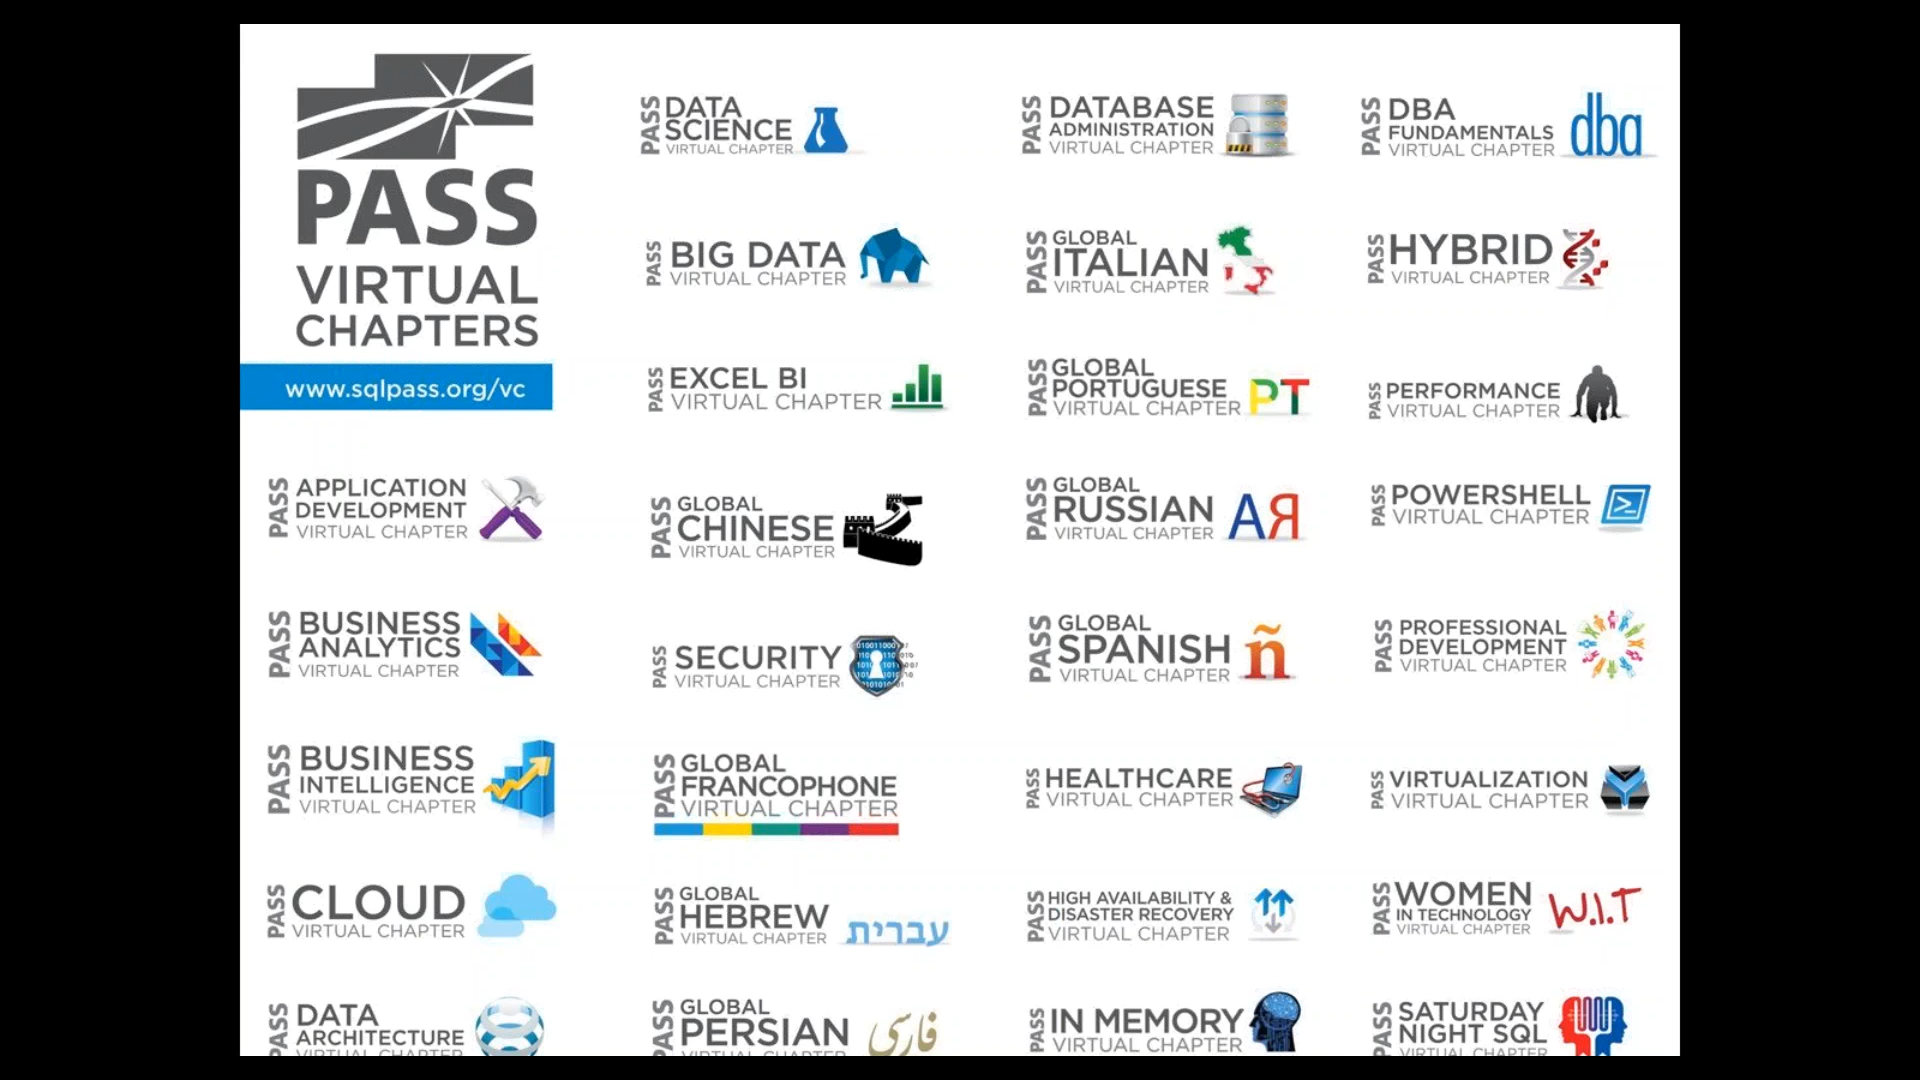 PASS
VIRTUAL
CHAPTERS
www.sqlpass.org/vc
PASS APPLICATION
DEVELOPMENT
VIRTUAL CHAPTER
PASS BUSINESS
ANALYTICS
VIRTUAL CHAPTER
PASS BUSINESS
INTELLIGENCE
VIRTUAL CHAPTER
PASS CLOUD
VIRTUAL CHAPTER
PASS DATA
ARCHITECTURE
VIRTUAL CHAPTER
PASS DATA
SCIENCE
VIRTUAL CHAPTER
PASS BIG DATA
VIRTUAL CHAPTER
PASS EXCEL BI
VIRTUAL CHAPTER
PASS GLOBAL
CHINESE
VIRTUAL CHAPTER
PASS SECURITY
VIRTUAL CHAPTER
PASS GLOBAL
FRANCOPHONE
VIRTUAL CHAPTER
PASS GLOBAL
HEBREW
VIRTUAL CHAPTER
עברית
PASS GLOBAL
PERSIAN
VIRTUAL CHAPTER
فارسی
PASS DATABASE
ADMINISTRATION
VIRTUAL CHAPTER
PASS GLOBAL
ITALIAN
VIRTUAL CHAPTER
PASS GLOBAL
PORTUGUESE
VIRTUAL CHAPTER
PT
PASS GLOBAL
RUSSIAN
VIRTUAL CHAPTER
АЯ
PASS GLOBAL
SPANISH
VIRTUAL CHAPTER
ñ
PASS HEALTHCARE
VIRTUAL CHAPTER
PASS HIGH AVAILABILITY &
DISASTER RECOVERY
VIRTUAL CHAPTER
PASS IN MEMORY
VIRTUAL CHAPTER
PASS DBA
FUNDAMENTALS
VIRTUAL CHAPTER
dba
PASS HYBRID
VIRTUAL CHAPTER
PASS PERFORMANCE
VIRTUAL CHAPTER
PASS POWERSHELL
VIRTUAL CHAPTER
PASS PROFESSIONAL
DEVELOPMENT
VIRTUAL CHAPTER
PASS VIRTUALIZATION
VIRTUAL CHAPTER
PASS WOMEN
IN TECHNOLOGY
VIRTUAL CHAPTER
W.I.T
PASS SATURDAY
NIGHT SQL
VIRTUAL CHAPTER